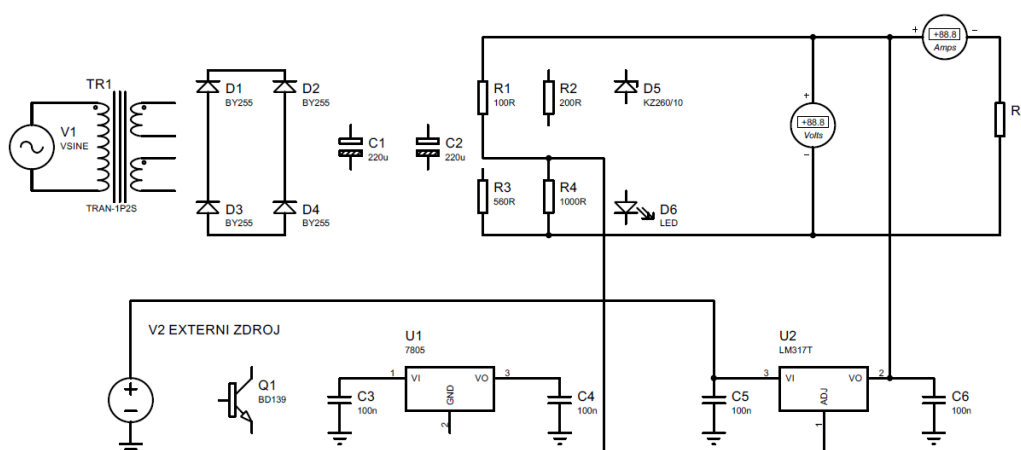 +88.8
Amps
TR1
D1
BY255
D2
BY255
R1
100R
R2
200R
D5
KZ260/10
R
V1
VSINE
C1
220u
C2
220u
+88.8
Volts
TRAN-1P2S
D3
BY255
D4
BY255
R3
560R
R4
1000R
D6
LED
V2 EXTERNI ZDROJ
U1
7805
U2
LM317T
Q1
BD139
C3
100n
1
VI
VO
3
GND
2
C4
100n
C5
100n
3
VI
VO
2
ADJ
1
C6
100n